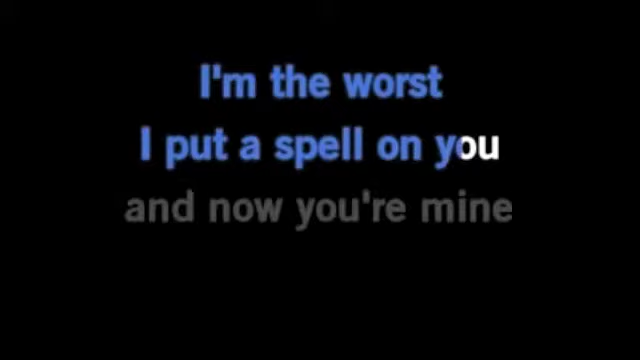 I'm the worst
I put a spell on you
and now you're mine